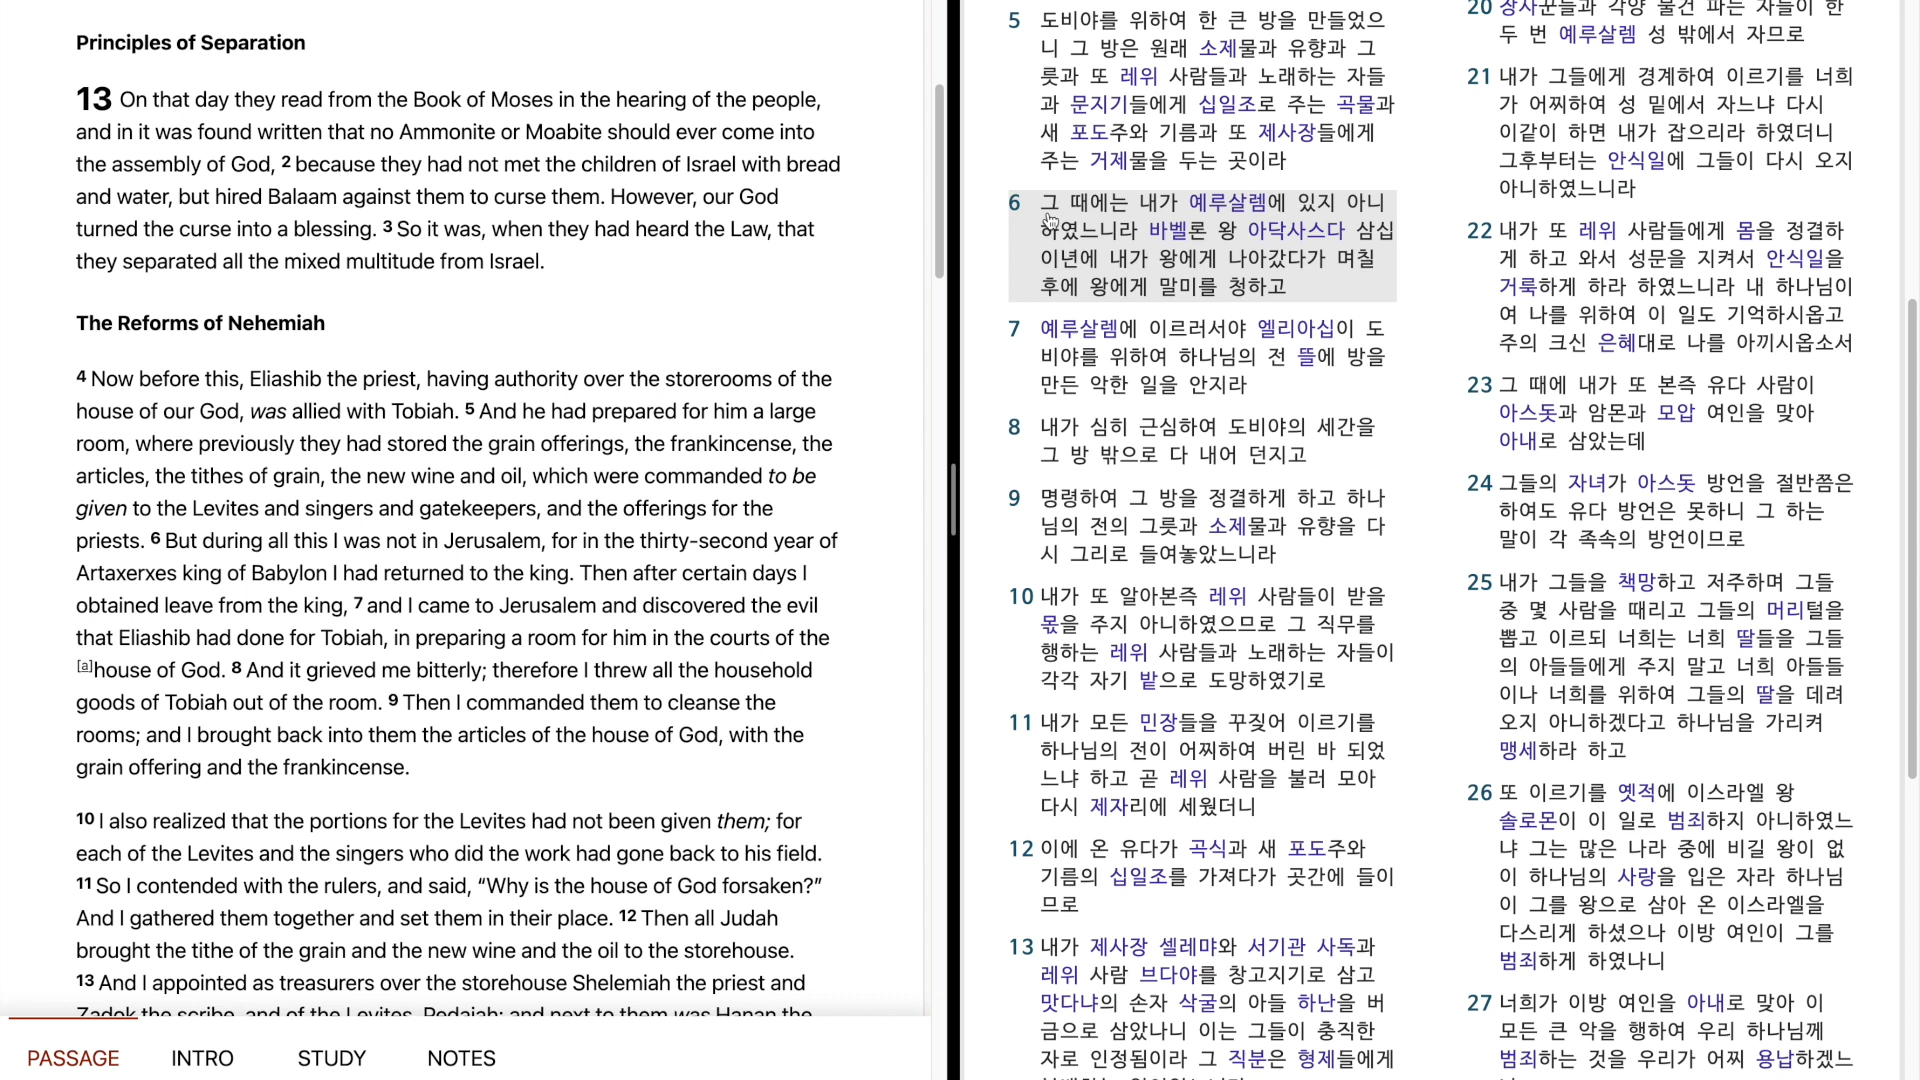 Principles of Separation
13 On that day they read from the Book of Moses in the hearing of the people,
and in it was found written that no Ammonite or Moabite should ever come into
the assembly of God, 2 because they had not met the children of Israel with bread
and water, but hired Balaam against them to curse them. However, our God
turned the curse into a blessing. 3 So it was, when they had heard the Law, that
they separated all the mixed multitude from Israel.
The Reforms of Nehemiah
4 Now before this, Eliashib the priest, having authority over the storerooms of the
house of our God, was allied with Tobiah. 5 And he had prepared for him a large
room, where previously they had stored the grain offerings, the frankincense, the
articles, the tithes of grain, the new wine and oil, which were commanded to be
given to the Levites and singers and gatekeepers, and the offerings for the
priests. 6 But during all this I was not in Jerusalem, for in the thirty-second year of
Artaxerxes king of Babylon I had returned to the king. Then after certain days I
obtained leave from the king, 7 and I came to Jerusalem and discovered the evil
that Eliashib had done for Tobiah, in preparing a room for him in the courts of the
[a]house of God. 8 And it grieved me bitterly; therefore I threw all the household
goods of Tobiah out of the room. 9 Then I commanded them to cleanse the
rooms; and I brought back into them the articles of the house of God, with the
grain offering and the frankincense.
10 I also realized that the portions for the Levites had not been given them; for
each of the Levites and the singers who did the work had gone back to his field.
11 So I contended with the rulers, and said, “Why is the house of God forsaken?”
And I gathered them together and set them in their place. 12 Then all Judah
brought the tithe of the grain and the new wine and the oil to the storehouse.
13 And I appointed as treasurers over the storehouse Shelemiah the priest and
Zadok the scribe, and of the Levites, Pedaiah; and next to them was Hanan the
PASSAGE INTRO STUDY NOTES
5 도비야를 위하여 한 큰 방을 만들었으
니 그 방은 원래 소제물과 유향과 그
릇과 또 레위 사람들과 노래하는 자들
과 문지기들에게 십일조로 주는 곡물과
새 포도주와 기름과 또 제사장들에게
주는 거제물을 두는 곳이라
6 그 때에는 내가 예루살렘에 있지 아니
하였느니라 바벨론 왕 아닥사스다 삼십
이년에 내가 왕에게 나아갔다가 며칠
후에 왕에게 말미를 청하고
7 예루살렘에 이르러서야 엘리아십이 도
비야를 위하여 하나님의 전 뜰에 방을
만든 악한 일을 안지라
8 내가 심히 근심하여 도비야의 세간을
그 방 밖으로 다 내어 던지고
9 명령하여 그 방을 정결하게 하고 하나
님의 전의 그릇과 소제물과 유향을 다
시 그리로 들여놓았느니라
10 내가 또 알아본즉 레위 사람들이 받을
몫을 주지 아니하였으므로 그 직무를
행하는 레위 사람들과 노래하는 자들이
각각 자기 밭으로 도망하였기로
11 내가 모든 민장들을 꾸짖어 이르기를
하나님의 전이 어찌하여 버린 바 되었
느냐 하고 곧 레위 사람을 불러 모아
다시 제자리에 세웠더니
12 이에 온 유다가 곡식과 새 포도주와
기름의 십일조를 가져다가 곳간에 들이
므로
13 내가 제사장 셀레먀와 서기관 사독과
레위 사람 브다야를 창고지기로 삼고
맛다냐의 손자 삭굴의 아들 하난을 버
금으로 삼았나니 이는 그들이 충직한
자로 인정됨이라 그 직분은 형제들에게
20 장사꾼들과 각양 물건 파는 자들이 한
두 번 예루살렘 성 밖에서 자므로
21 내가 그들에게 경계하여 이르기를 너희
가 어찌하여 성 밑에서 자느냐 다시
이같이 하면 내가 잡으리라 하였더니
그후부터는 안식일에 그들이 다시 오지
아니하였느니라
22 내가 또 레위 사람들에게 몸을 정결하
게 하고 와서 성문을 지켜서 안식일을
거룩하게 하라 하였느니라 내 하나님이
여 나를 위하여 이 일도 기억하시옵고
주의 크신 은혜대로 나를 아끼시옵소서
23 그 때에 내가 또 본즉 유다 사람이
아스돗과 암몬과 모압 여인을 맞아
아내로 삼았는데
24 그들의 자녀가 아스돗 방언을 절반쯤은
하여도 유다 방언은 못하니 그 하는
말이 각 족속의 방언이므로
25 내가 그들을 책망하고 저주하며 그들
중 몇 사람을 때리고 그들의 머리털을
뽑고 이르되 너희는 너희 딸들을 그들
의 아들들에게 주지 말고 너희 아들들
이나 너희를 위하여 그들의 딸을 데려
오지 아니하겠다고 하나님을 가리켜
맹세하라 하고
26 또 이르기를 옛적에 이스라엘 왕
솔로몬이 이 일로 범죄하지 아니하였느
냐 그는 많은 나라 중에 비길 왕이 없
이 하나님의 사랑을 입은 자라 하나님
이 그를 왕으로 삼아 온 이스라엘을
다스리게 하셨으나 이방 여인이 그를
범죄하게 하였나니
27 너희가 이방 여인을 아내로 맞아 이
모든 큰 악을 행하여 우리 하나님께
범죄하는 것을 우리가 어찌 용납하겠느